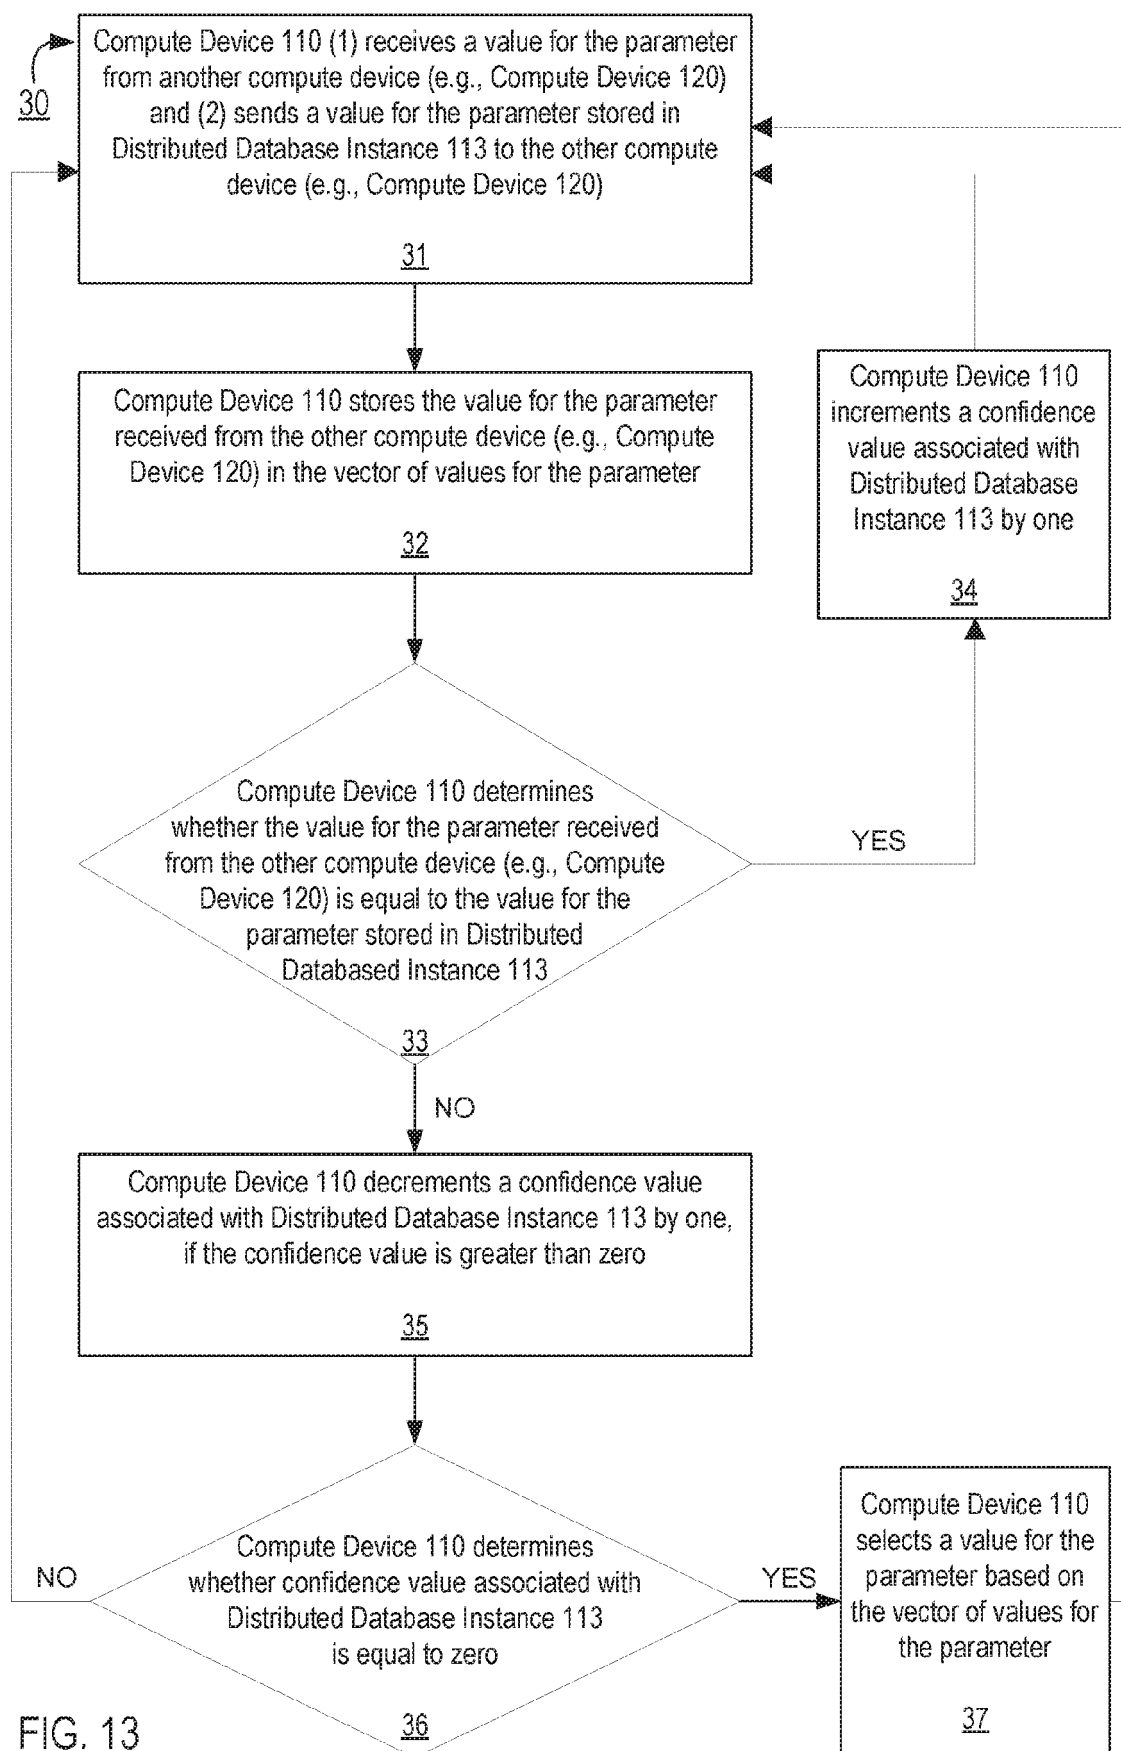 30
Compute Device 110 (1) receives a value for the parameter
from another compute device (e.g., Compute Device 120)
and (2) sends a value for the parameter stored in
Distributed Database Instance 113 to the other compute
device (e.g., Compute Device 120)
31
Compute Device 110 stores the value for the parameter
received from the other compute device (e.g., Compute
Device 120) in the vector of values for the parameter
32
Compute Device 110
increments a confidence
value associated with
Distributed Database
Instance 113 by one
34
Compute Device 110 determines
whether the value for the parameter received
from the other compute device (e.g., Compute
Device 120) is equal to the value for the
parameter stored in Distributed
Databased Instance 113
33
YES
NO
Compute Device 110 decrements a confidence value
associated with Distributed Database Instance 113 by one,
if the confidence value is greater than zero
35
Compute Device 110 determines
whether confidence value associated with
Distributed Database Instance 113
is equal to zero
36
NO
YES
Compute Device 110
selects a value for the
parameter based on
the vector of values for
the parameter
37
FIG. 13